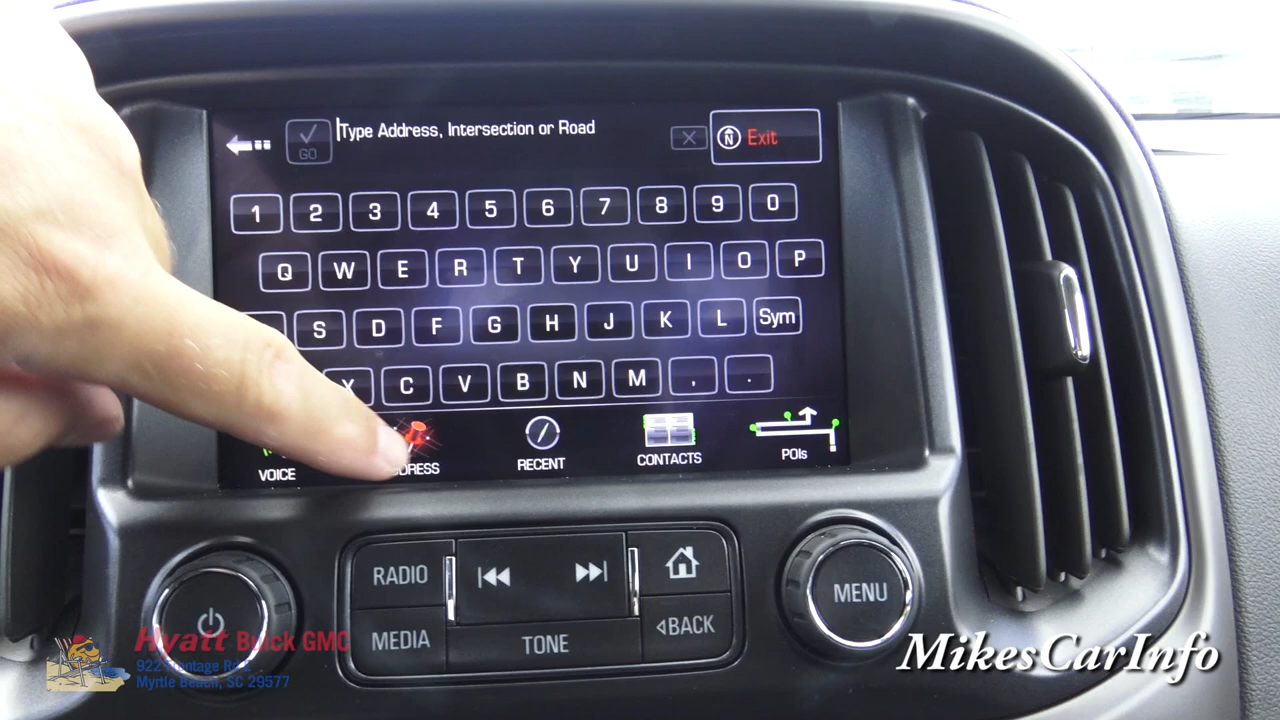 GO Type Address, Intersection or Road Exit
1 2 3 4 5 6 7 8 9 0
Q W E R T Y U I O P
S D F G H J K L Sym
X C V B N M , .
VOICE DRESS RECENT CONTACTS POIs
RADIO
MEDIA
TONE
BACK
MENU
Hyatt Buick GMC
922 Frontage Rd E
Myrtle Beach, SC 29577
MikesCarInfo